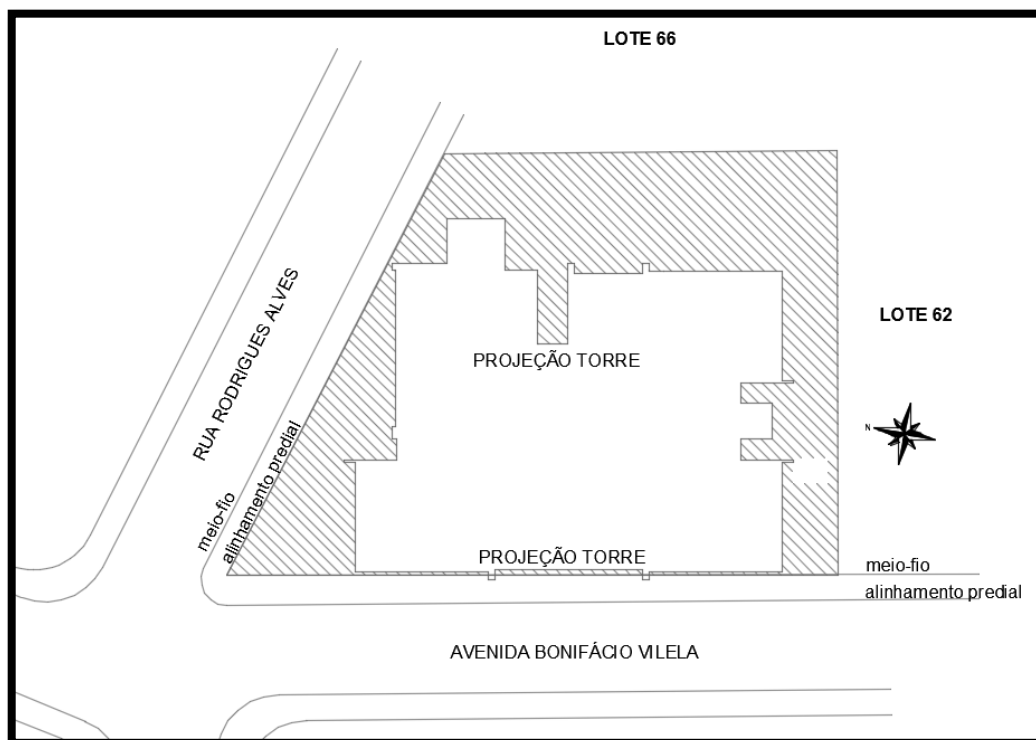 LOTE 66
RUA RODRIGUES ALVES
LOTE 62
PROJEÇÃO TORRE
N
meio-fio
alinhamento predial
PROJEÇÃO TORRE
meio-fio
alinhamento predial
AVENIDA BONIFÁCIO VILELA